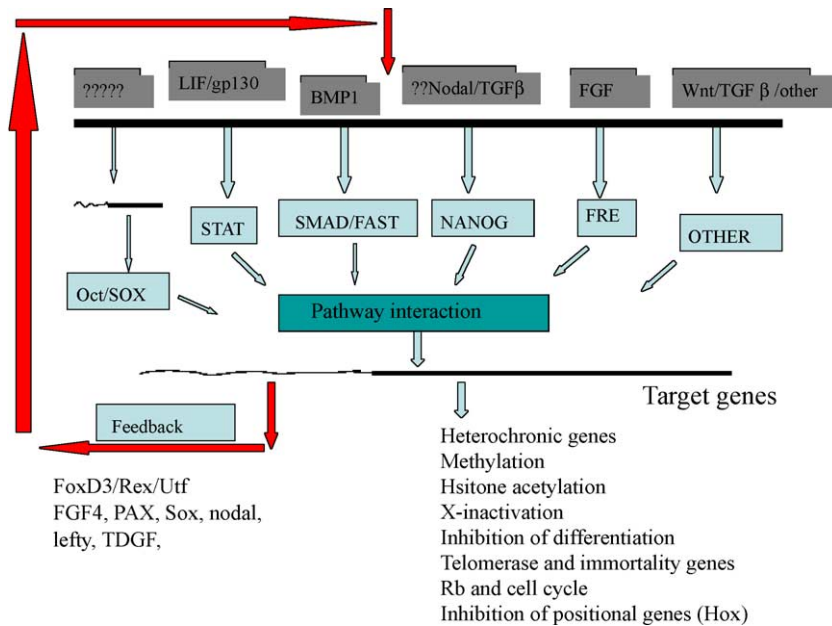 ?????
LIF/gp130
BMP1
??Nodal/TGFβ
FGF
Wnt/TGF β /other
STAT
SMAD/FAST
NANOG
FRE
OTHER
Oct/SOX
Pathway interaction
Target genes
Feedback
FoxD3/Rex/Utf
FGF4, PAX, Sox, nodal,
lefty, TDGF,
Heterochronic genes
Methylation
Hsitone acetylation
X-inactivation
Inhibition of differentiation
Telomerase and immortality genes
Rb and cell cycle
Inhibition of positional genes (Hox)